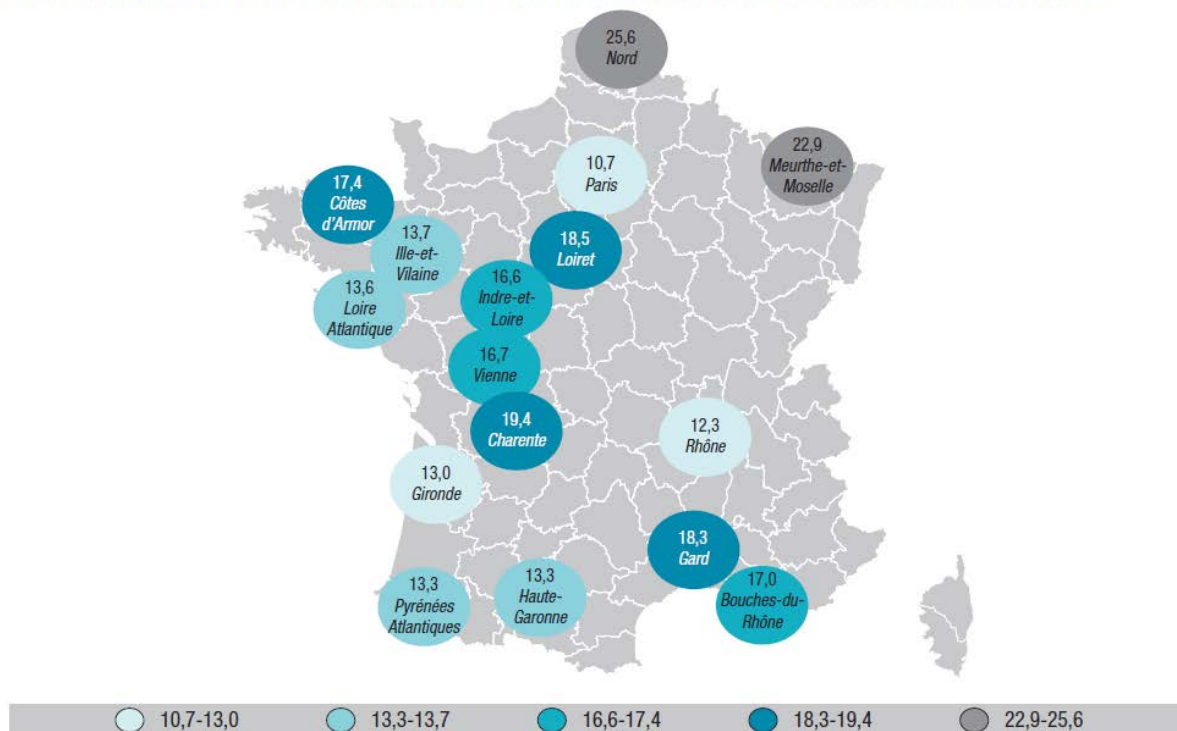 25,6
Nord
22,9
Meurthe-et-
Moselle
10,7
Paris
17,4
Côtes
d’Armor
13,7
Ille-et-
Vilaine
18,5
Loiret
13,6
Loire
Atlantique
16,6
Indre-et-
Loire
16,7
Vienne
19,4
Charente
12,3
Rhône
13,0
Gironde
18,3
Gard
13,3
Pyrénées
Atlantiques
13,3
Haute-
Garonne
17,0
Bouches-du-
Rhône
10,7-13,0
13,3-13,7
16,6-17,4
18,3-19,4
22,9-25,6